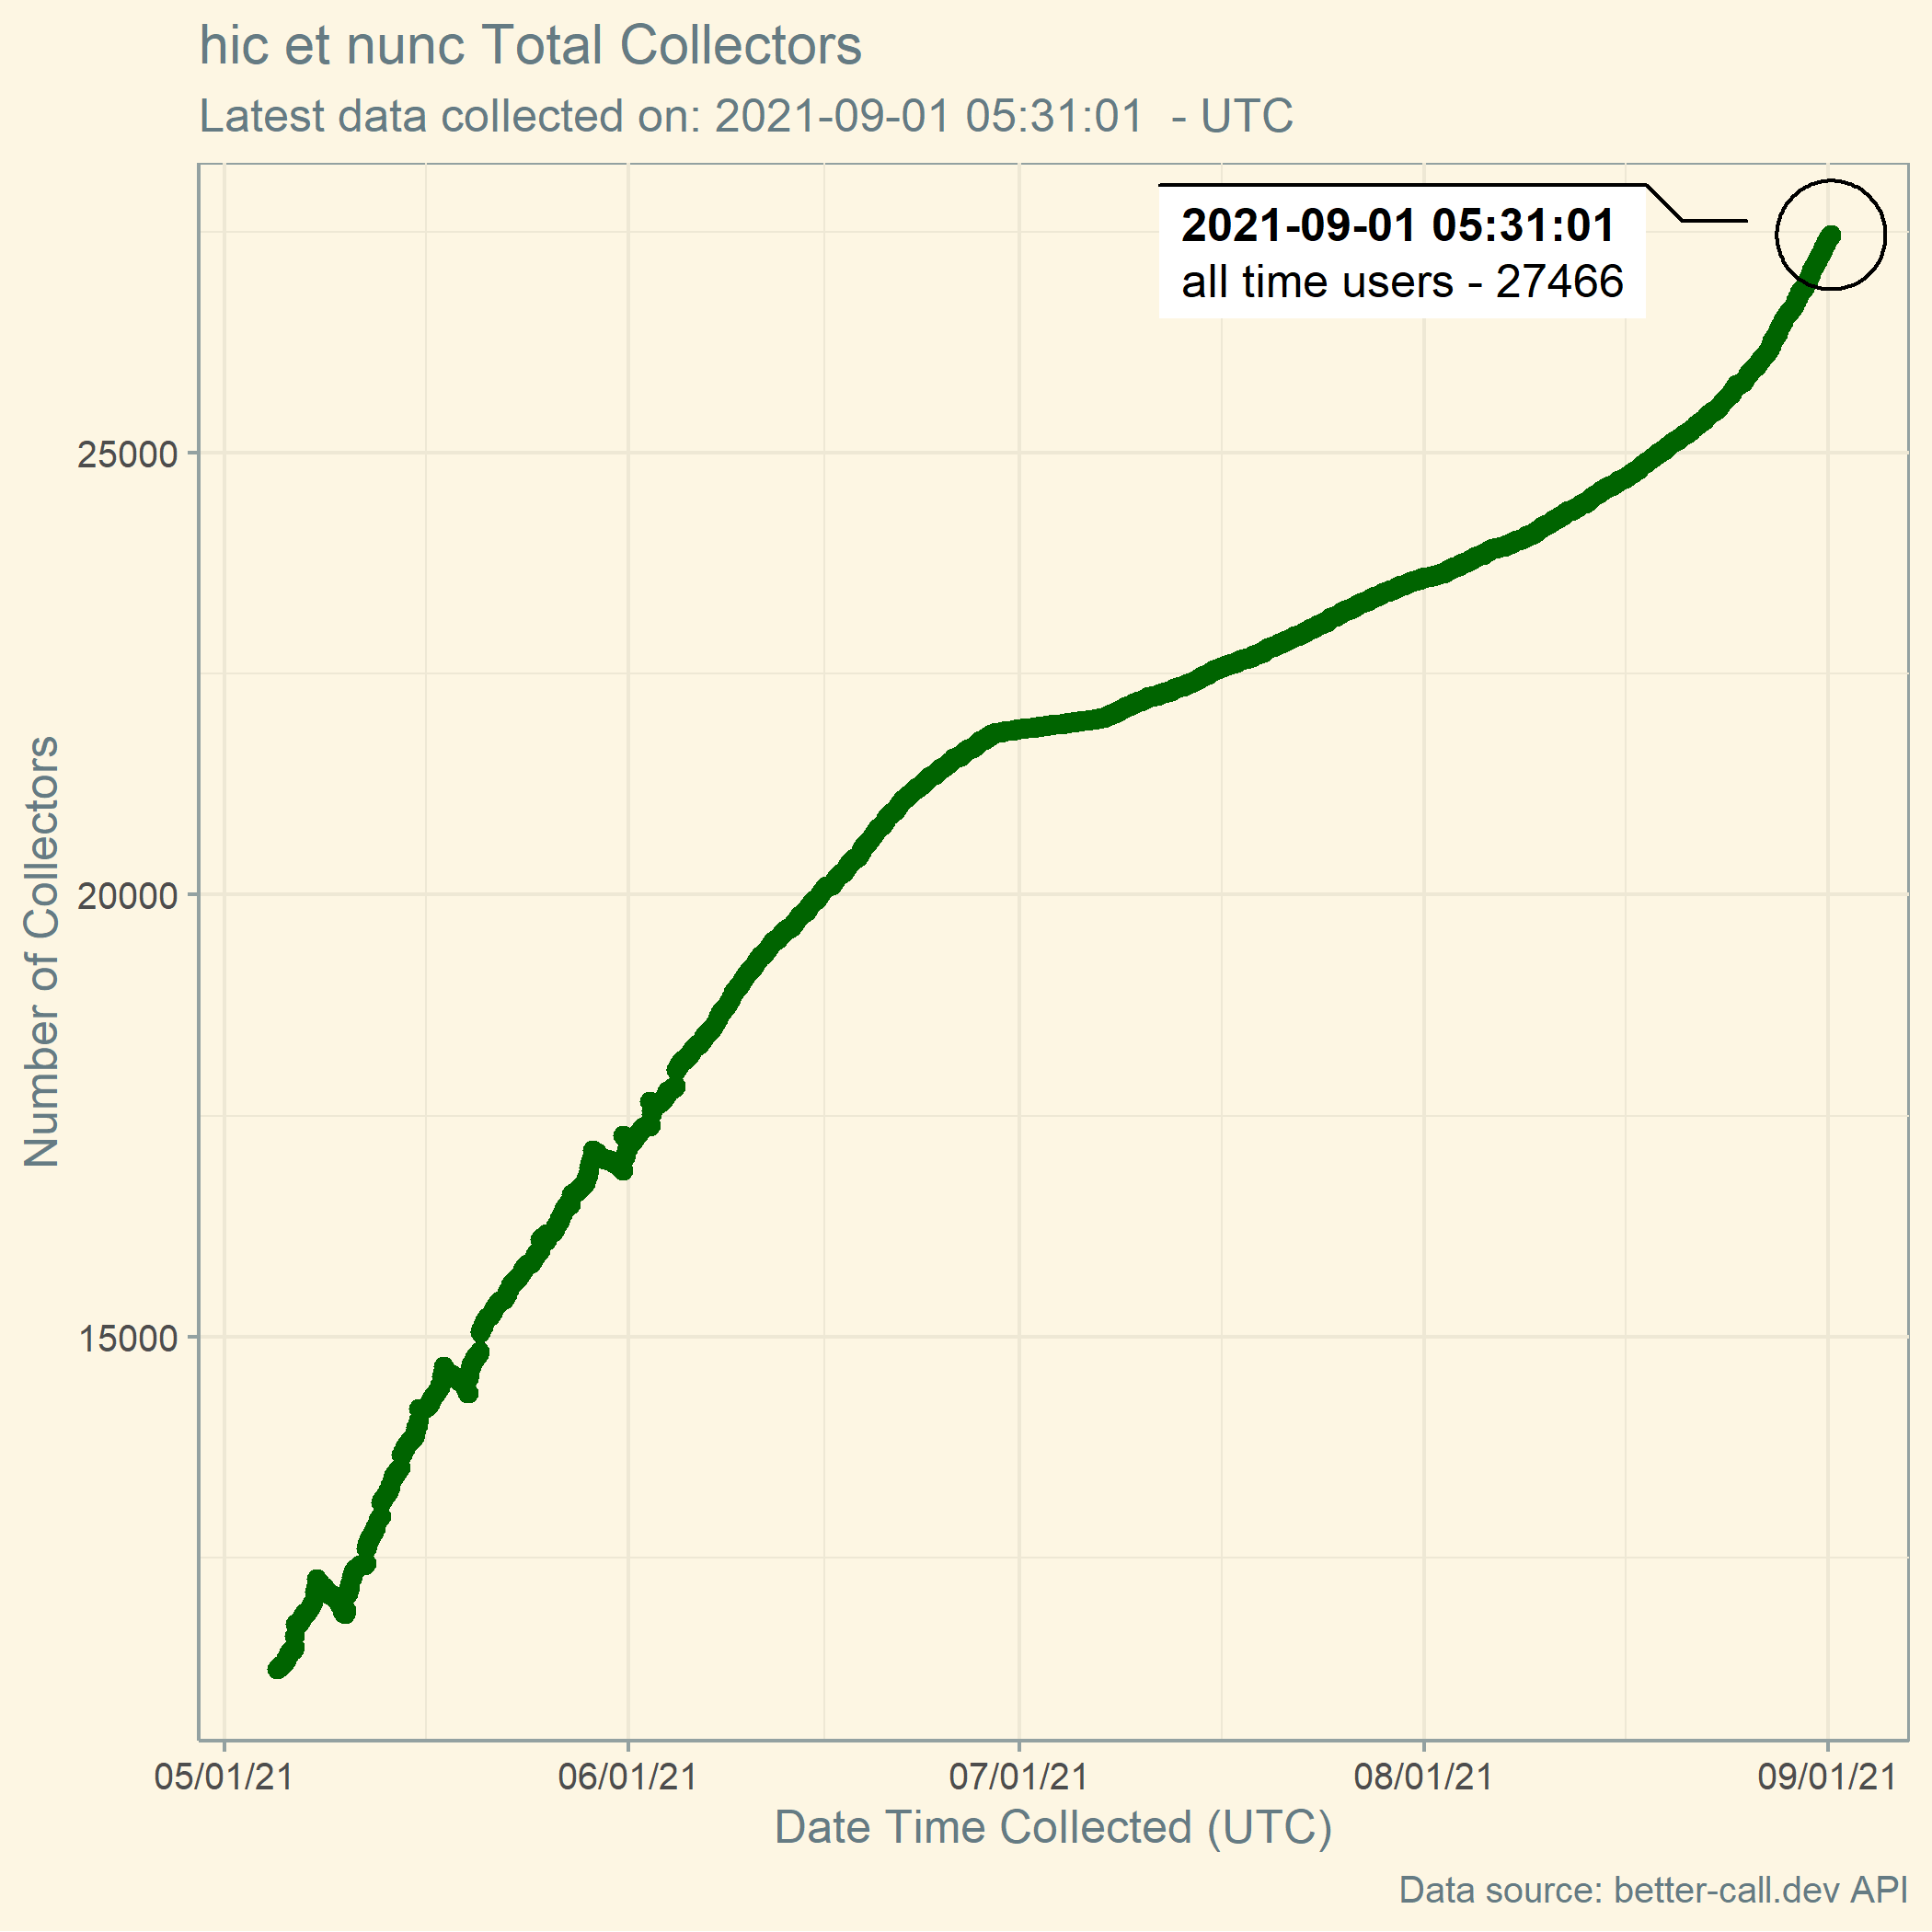 hic et nunc Total Collectors
Latest data collected on: 2021-09-01 05:31:01  - UTC
2021-09-01 05:31:01
all time users - 27466
Number of Collectors
25000
20000
15000
05/01/21
06/01/21
07/01/21
08/01/21
09/01/21
Date Time Collected (UTC)
Data source: better-call.dev API